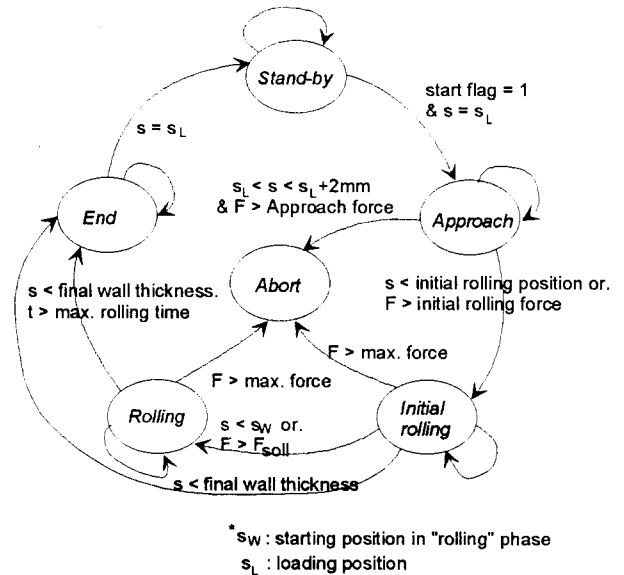 Stand-by
start flag = 1
& s = sL
s = sL
sL < s < sL+2mm
& F > Approach force
End
Approach
Abort
s < initial rolling position or.
F > initial rolling force
s < final wall thickness.
t > max. rolling time
F > max. force
F > max. force
Rolling
s < sW or.
F > Fsoll
Initial
rolling
s < final wall thickness
*sW : starting position in "rolling" phase
sL : loading position